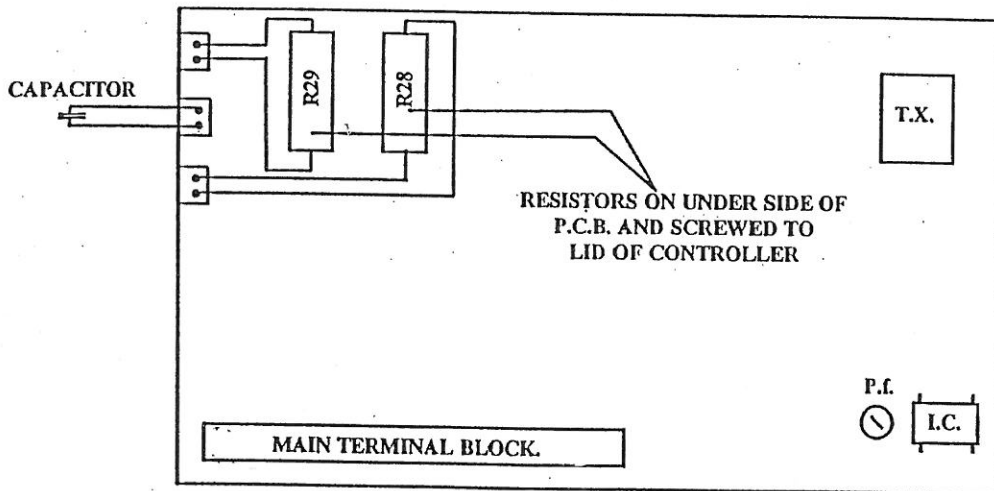 R29
R28
CAPACITOR
T.X.
RESISTORS ON UNDER SIDE OF
P.C.B. AND SCREWED TO
LID OF CONTROLLER
P.f.
I.C.
MAIN TERMINAL BLOCK.